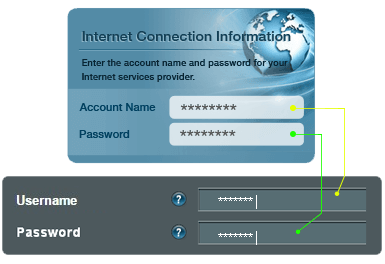 Internet Connection Information
Enter the account name and password for your
Internet services provider.
Account Name ********
Password ********
Username ? *******
Password ? *******